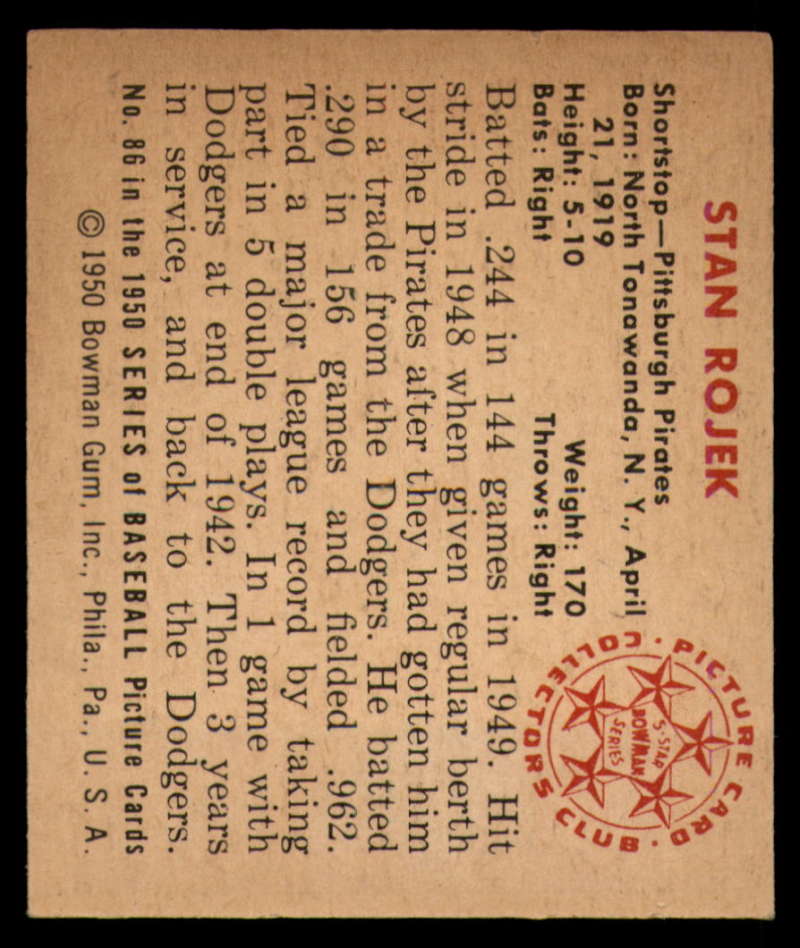 STAN ROJEK
Shortstop—Pittsburgh Pirates
Born: North Tonawanda, N. Y., April
21, 1919
Height: 5-10 Weight: 170
Bats: Right Throws: Right
PICTURE CARD · COLLECTORS CLUB ·
5-STAR
BOWMAN
SERIES
Batted .244 in 144 games in 1949. Hit
stride in 1948 when given regular berth
by the Pirates after they had gotten him
in a trade from the Dodgers. He batted
.290 in 156 games and fielded .962.
Tied a major league record by taking
part in 5 double plays. In 1 game with
Dodgers at end of 1942. Then 3 years
in service, and back to the Dodgers.
No. 86 in the 1950 SERIES of BASEBALL Picture Cards
© 1950 Bowman Gum, Inc., Phila., Pa., U. S. A.